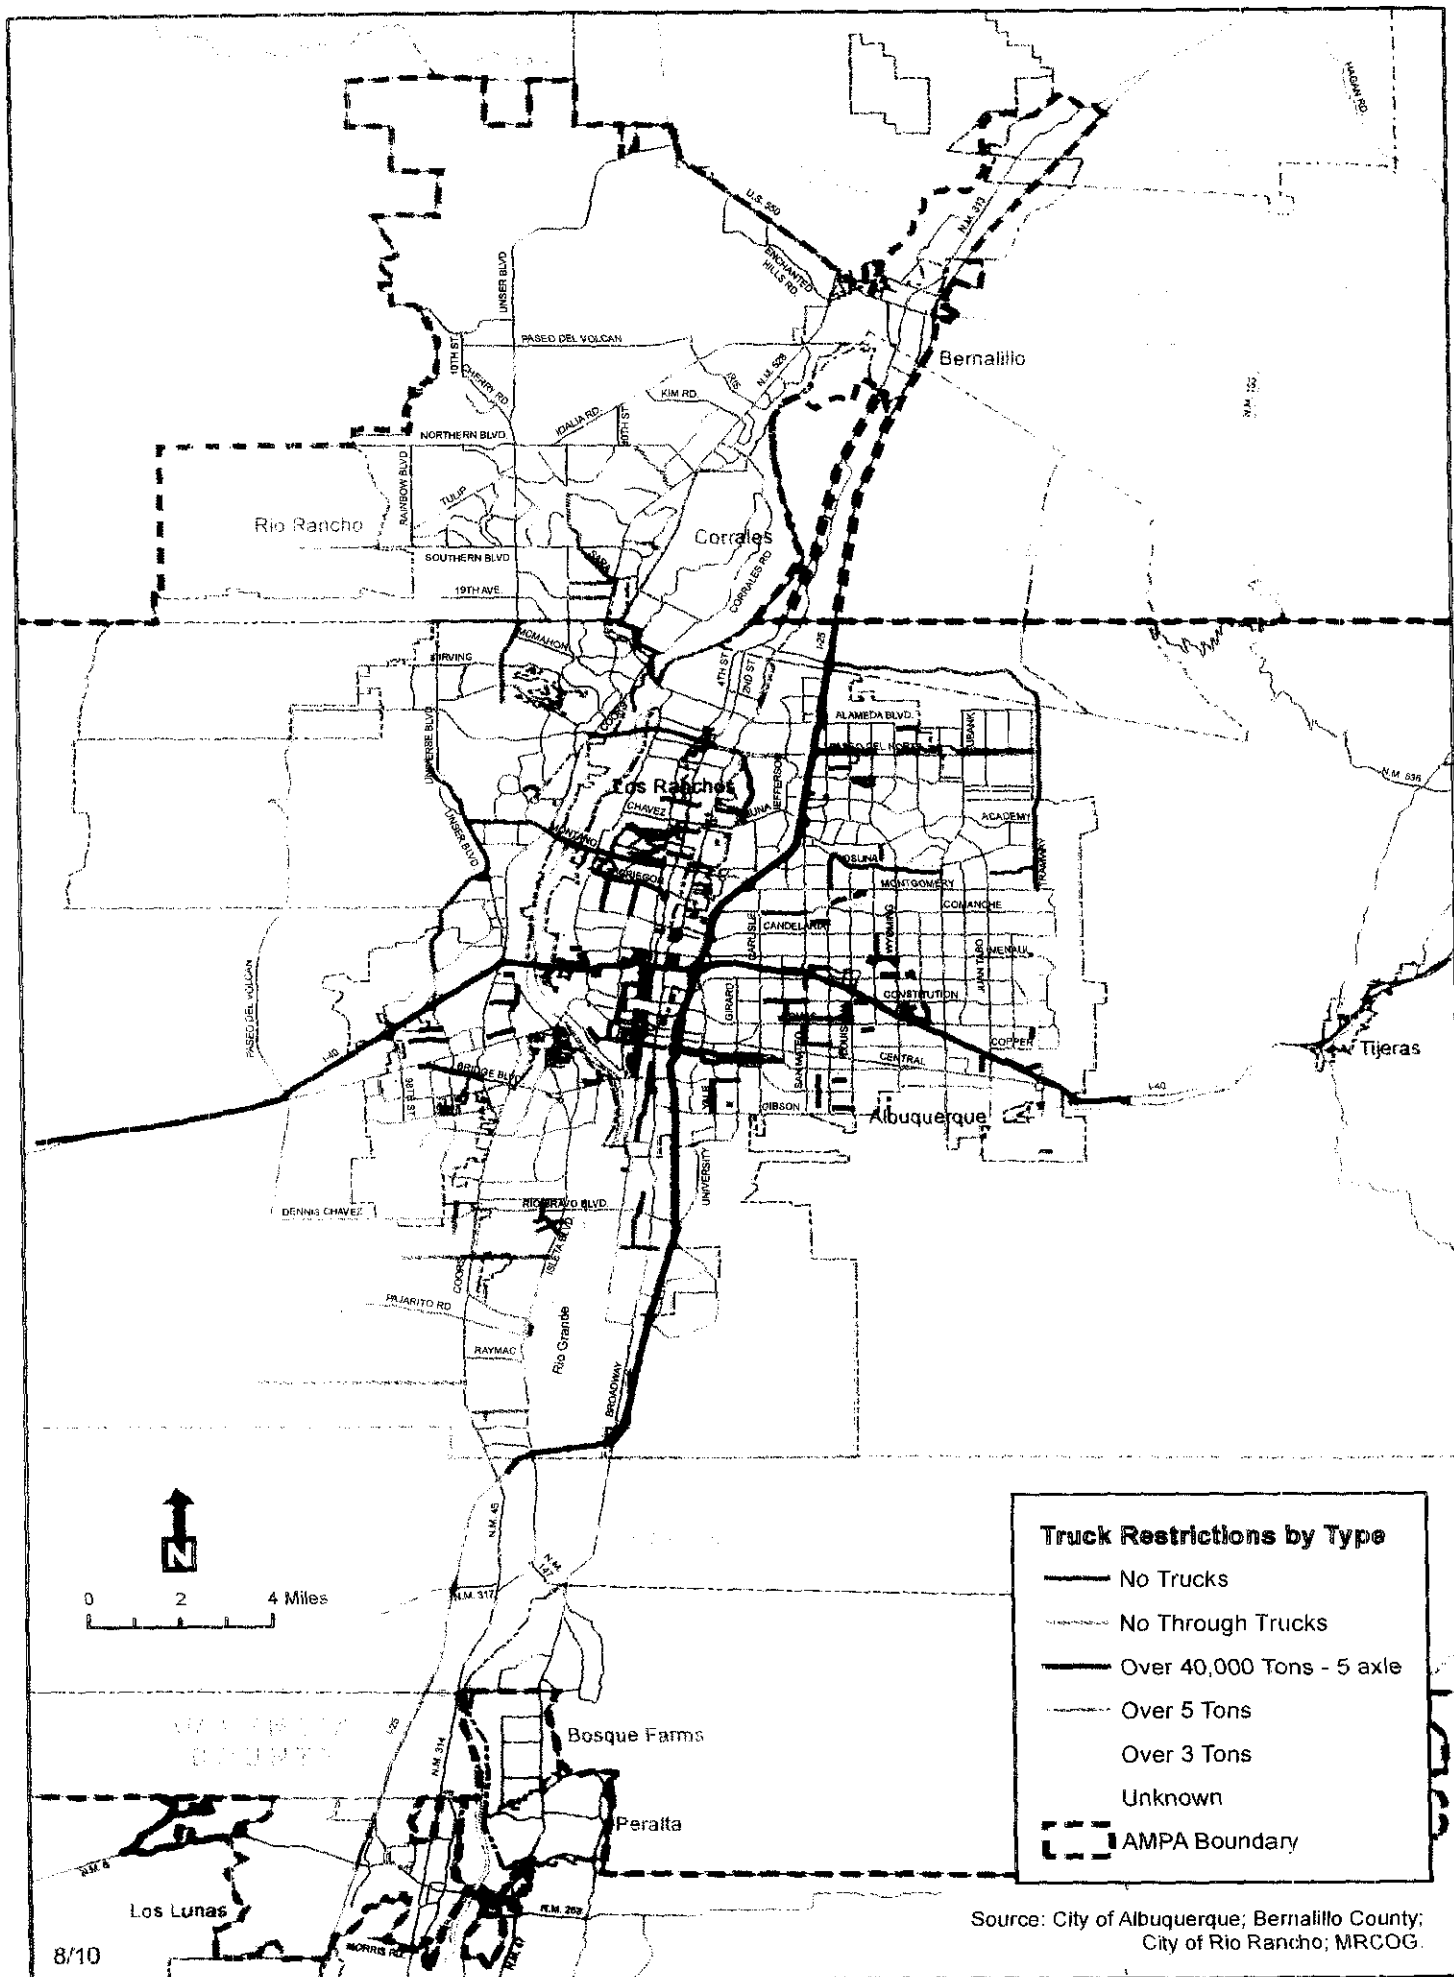 HAGAN RD.
U.S. 550
N.M. 313
ENCHANTED
HILLS RD.
UNSER BLVD
PASEO DEL VOLCAN
10TH ST
CHERRY RD.
IRIS
N.M. 528
Bernalillo
KIM RD.
IDALIA RD.
30TH ST
NORTHERN BLVD.
RAINBOW BLVD
TULIP
Rio Rancho
Corrales
SOUTHERN BLVD
SARA
CORRALES RD
19TH AVE.
MCMAHON
IRVING
4TH ST
2ND ST
I-25
COORS
ALAMEDA BLVD.
EUBANK
UNIVERSE BLVD
JEFFERSON
N.M. 536
Los Ranchos
CHAVEZ
OSUNA
ACADEMY
UNSER BLVD
MONTANO
GRIEGOS
OSUNA
TRAMWAY
MONTGOMERY
COMANCHE
CARLISLE
CANDELARIA
WYOMING
JUAN TABO
MENAUL
PASEO DEL VOLCAN
GIRARD
CONSTITUTION
I-40
SAN MATEO
LOUISIANA
COPPER
CENTRAL
Tijeras
BRIDGE BLVD
98TH ST.
YALE
I-40
GIBSON
Albuquerque
UNIVERSITY
DENNIS CHAVEZ
RIO BRAVO BLVD.
ISLETA BLVD
COORS
PAJARITO RD
RAYMAC
Rio Grande
BROADWAY
N.M. 45
N
N.M.
147
N.M. 317
0 2 4 Miles
Truck Restrictions by Type
No Trucks
No Through Trucks
Over 40,000 Tons - 5 axle
Over 5 Tons
Over 3 Tons
Unknown
AMPA Boundary
I-25
N.M. 314
Bosque Farms
Peralta
N.M. 6
Los Lunas
MORRIS RD.
N.M. 47
N.M. 263
8/10
Source: City of Albuquerque; Bernalillo County;
City of Rio Rancho; MRCOG.